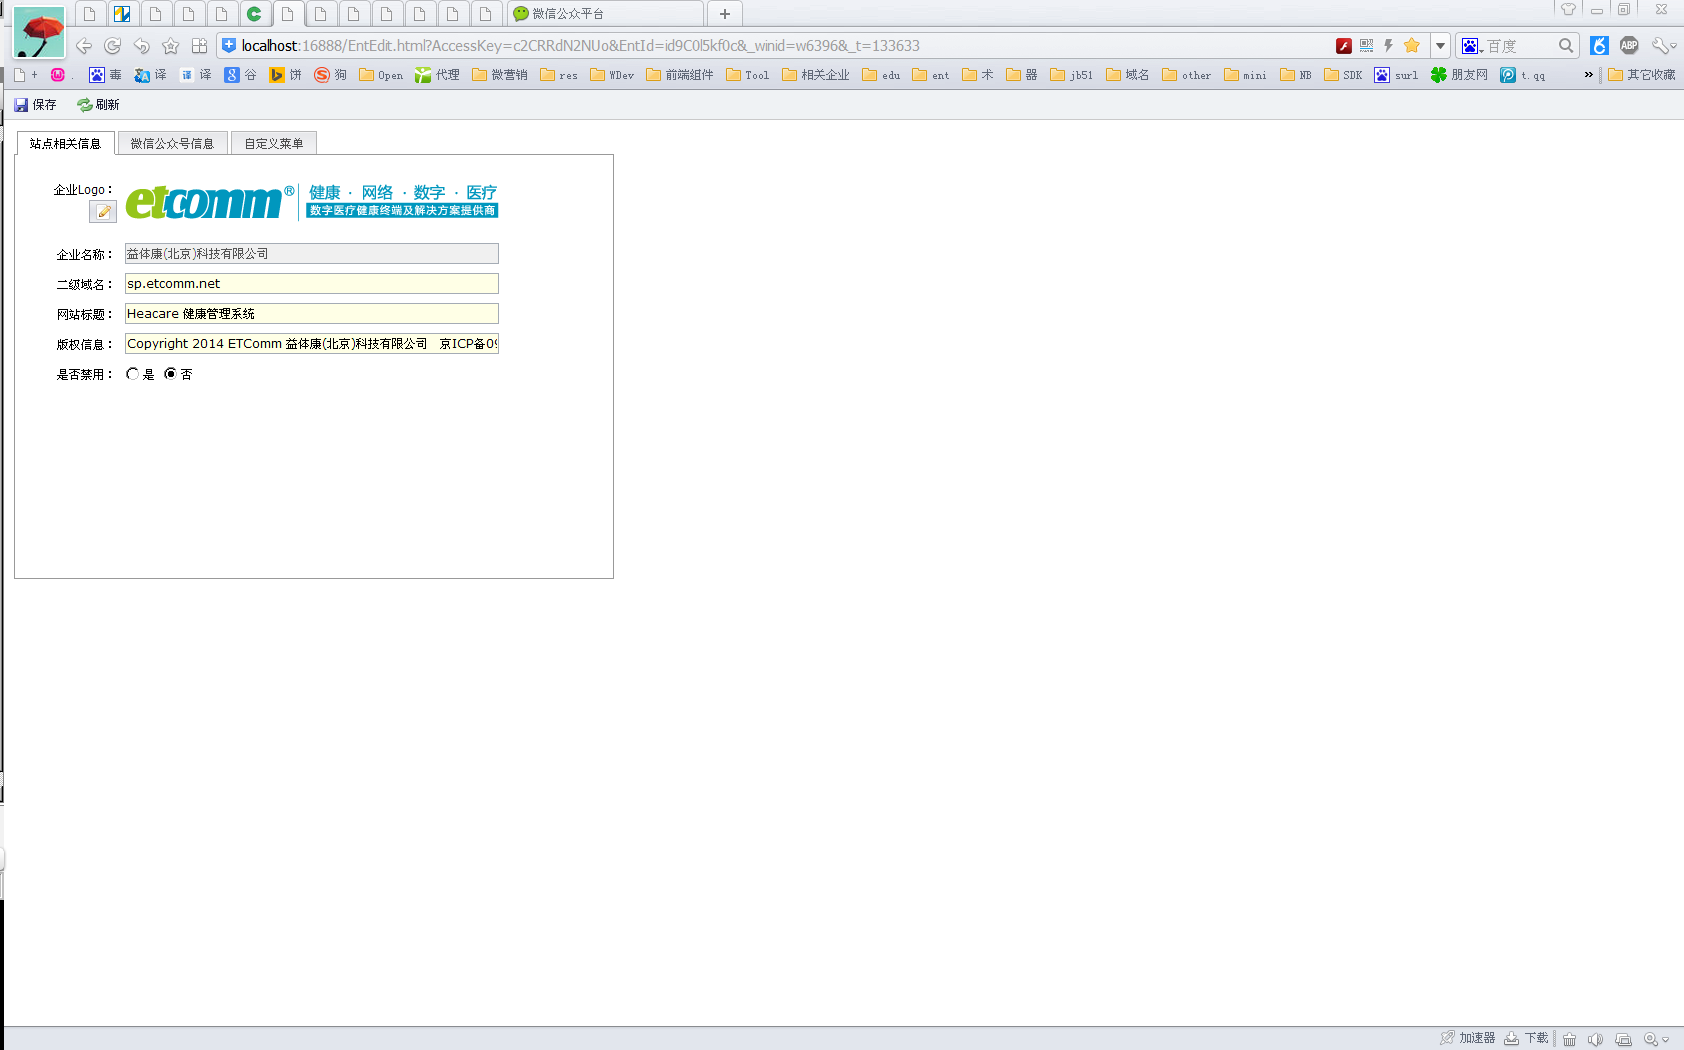 微信公众平台
localhost:16888/EntEdit.html?AccessKey=c2CRRdN2NUo&EntId=id9C0l5kf0c&_winid=w6396&_t=133633
百度
ABP
+ . 毒 译 译 谷 饼 狗 Open 代理 微营销 res WDev 前端组件 Tool 相关企业 edu ent 术 器 jb51 域名 other mini NB SDK surl 朋友网 t.qq » 其它收藏
保存 刷新
站点相关信息 微信公众号信息 自定义菜单
企业Logo：
etcomm® 健康 · 网络 · 数字 · 医疗
数字医疗健康终端及解决方案提供商
企业名称： 益体康(北京)科技有限公司
二级域名： sp.etcomm.net
网站标题： Heacare 健康管理系统
版权信息： Copyright 2014 ETComm 益体康(北京)科技有限公司 京ICP备09
是否禁用： 是 否
加速器 下载